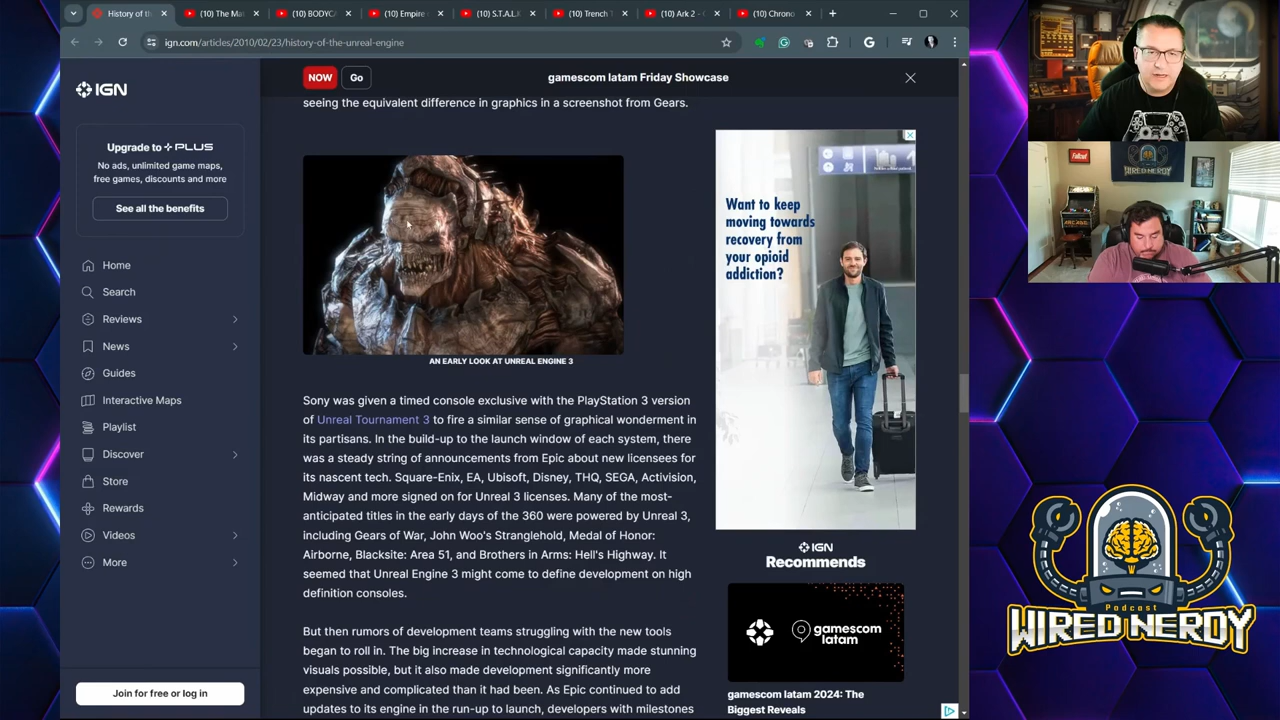 History of th
(10) The Ma
(10) BODYC
(10) Empire
(10) S.T.A.L.K
(10) Trench
(10) Ark 2 -
(10) Chrono
ign.com/articles/2010/02/23/history-of-the-unreal-engine
IGN
Upgrade to PLUS
No ads, unlimited game maps,
free games, discounts and more
See all the benefits
Home
Search
Reviews
News
Guides
Interactive Maps
Playlist
Discover
Store
Rewards
Videos
More
Join for free or log in
NOW
Go
gamescom latam Friday Showcase
seeing the equivalent difference in graphics in a screenshot from Gears.
AN EARLY LOOK AT UNREAL ENGINE 3
Sony was given a timed console exclusive with the PlayStation 3 version
of Unreal Tournament 3 to fire a similar sense of graphical wonderment in
its partisans. In the build-up to the launch window of each system, there
was a steady string of announcements from Epic about new licensees for
its nascent tech. Square-Enix, EA, Ubisoft, Disney, THQ, SEGA, Activision,
Midway and more signed on for Unreal 3 licenses. Many of the most-
anticipated titles in the early days of the 360 were powered by Unreal 3,
including Gears of War, John Woo's Stranglehold, Medal of Honor:
Airborne, Blacksite: Area 51, and Brothers in Arms: Hell's Highway. It
seemed that Unreal Engine 3 might come to define development on high
definition consoles.
But then rumors of development teams struggling with the new tools
began to roll in. The big increase in technological capacity made stunning
visuals possible, but it also made development significantly more
expensive and complicated than it had been. As Epic continued to add
updates to its engine in the run-up to launch, developers with milestones
Want to keep
moving towards
recovery from
your opioid
addiction?
IGN
Recommends
gamescom
latam
gamescom latam 2024: The
Biggest Reveals
Fallout
WIRED NERDY
Podcast
WIRED NERDY